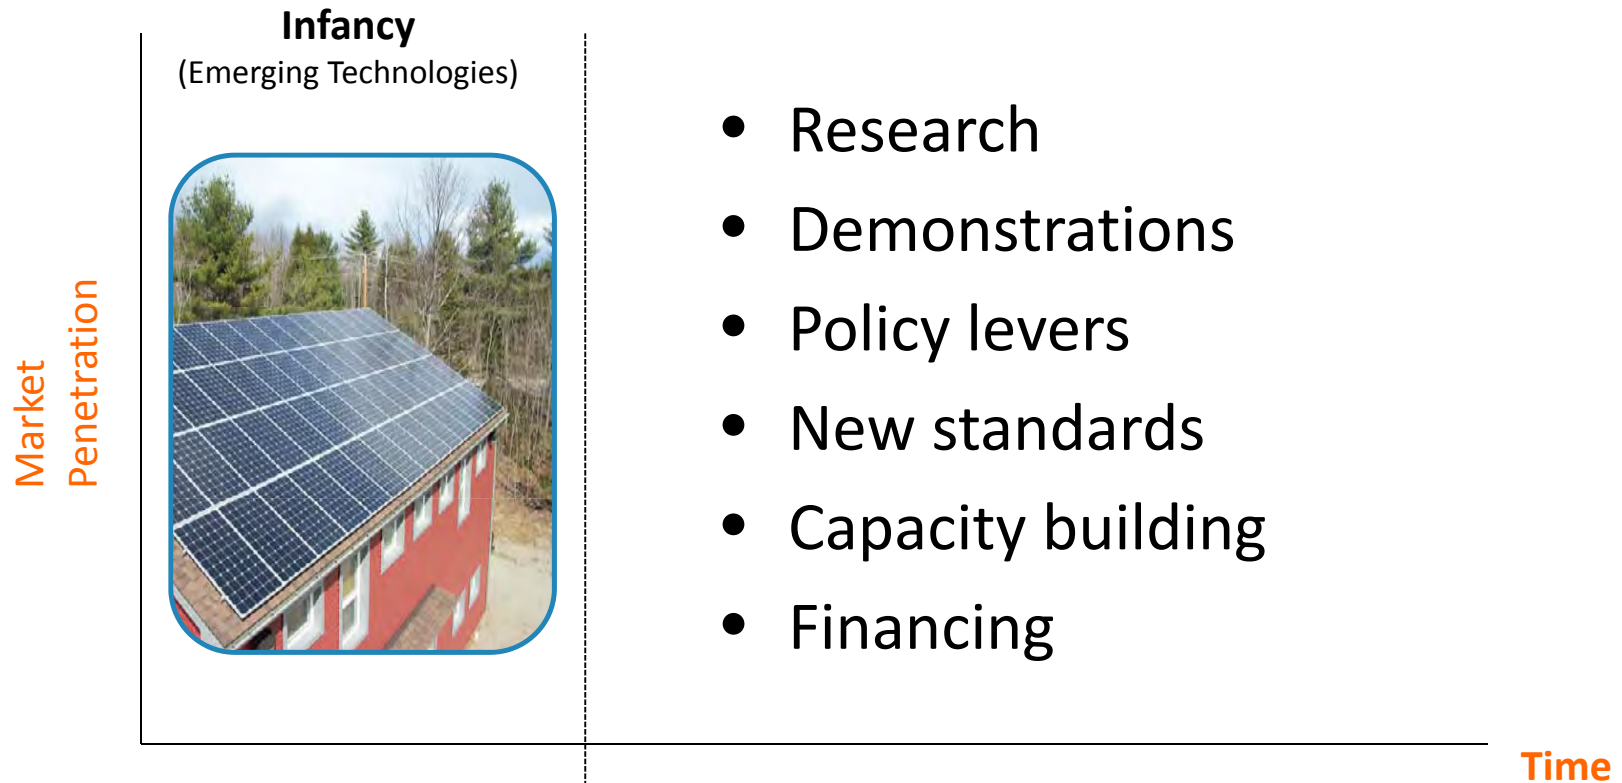 Infancy
(Emerging Technologies)
• Research
• Demonstrations
• Policy levers
• New standards
• Capacity building
• Financing
Market
Penetration
Time